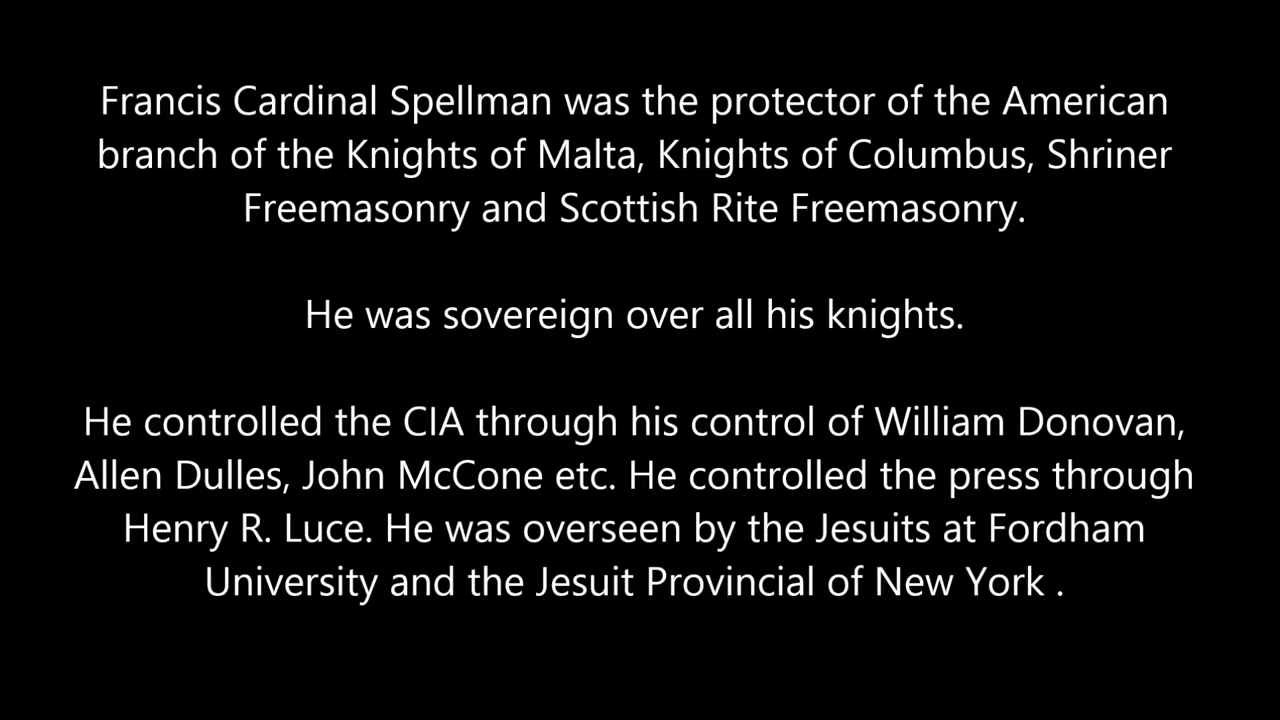 Francis Cardinal Spellman was the protector of the American
branch of the Knights of Malta, Knights of Columbus, Shriner
Freemasonry and Scottish Rite Freemasonry.
He was sovereign over all his knights.
He controlled the CIA through his control of William Donovan,
Allen Dulles, John McCone etc. He controlled the press through
Henry R. Luce. He was overseen by the Jesuits at Fordham
University and the Jesuit Provincial of New York .